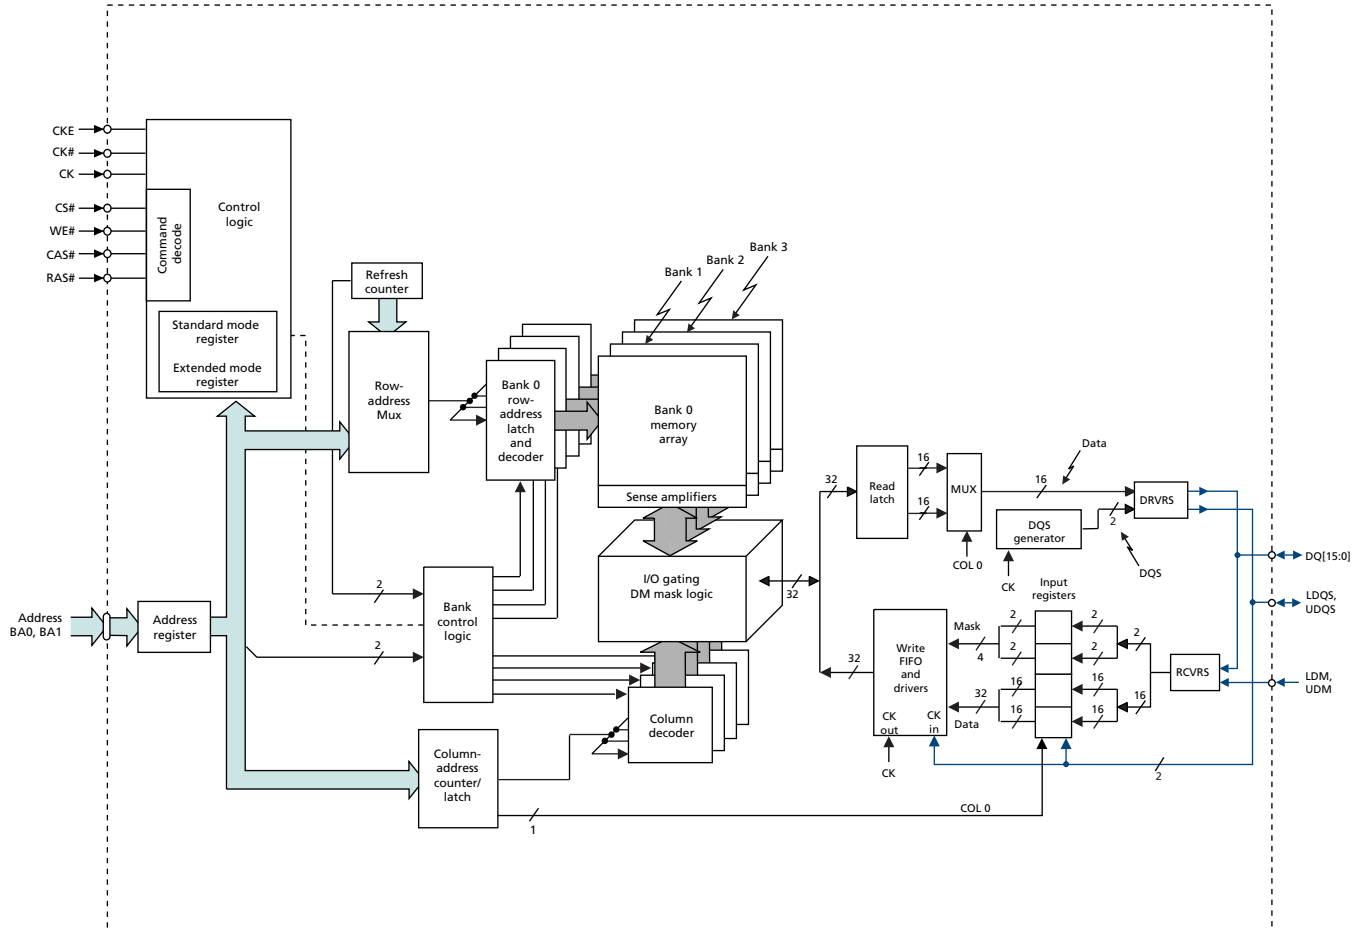 CKE
CK#
CK
CS#
WE#
CAS#
RAS#
Command
decode
Control
logic
Standard mode
register
Extended mode
register
Refresh
counter
Row-
address
Mux
Bank 0
row-
address
latch
and
decoder
Bank 1
Bank 2
Bank 3
Bank 0
memory
array
Sense amplifiers
I/O gating
DM mask logic
Address
BA0, BA1
Address
register
2
2
Bank
control
logic
Column
decoder
Column-
address
counter/
latch
1
COL 0
32
32
Read
latch
16
16
MUX
COL 0
16
Data
DQS
generator
CK
2
DQS
DRVRS
DQ[15:0]
LDQS,
UDQS
LDM,
UDM
RCVRS
Input
registers
2
2
16
16
2
2
16
16
2
16
Mask
4
32
Data
32
Write
FIFO
and
drivers
CK
out
CK
in
CK
2